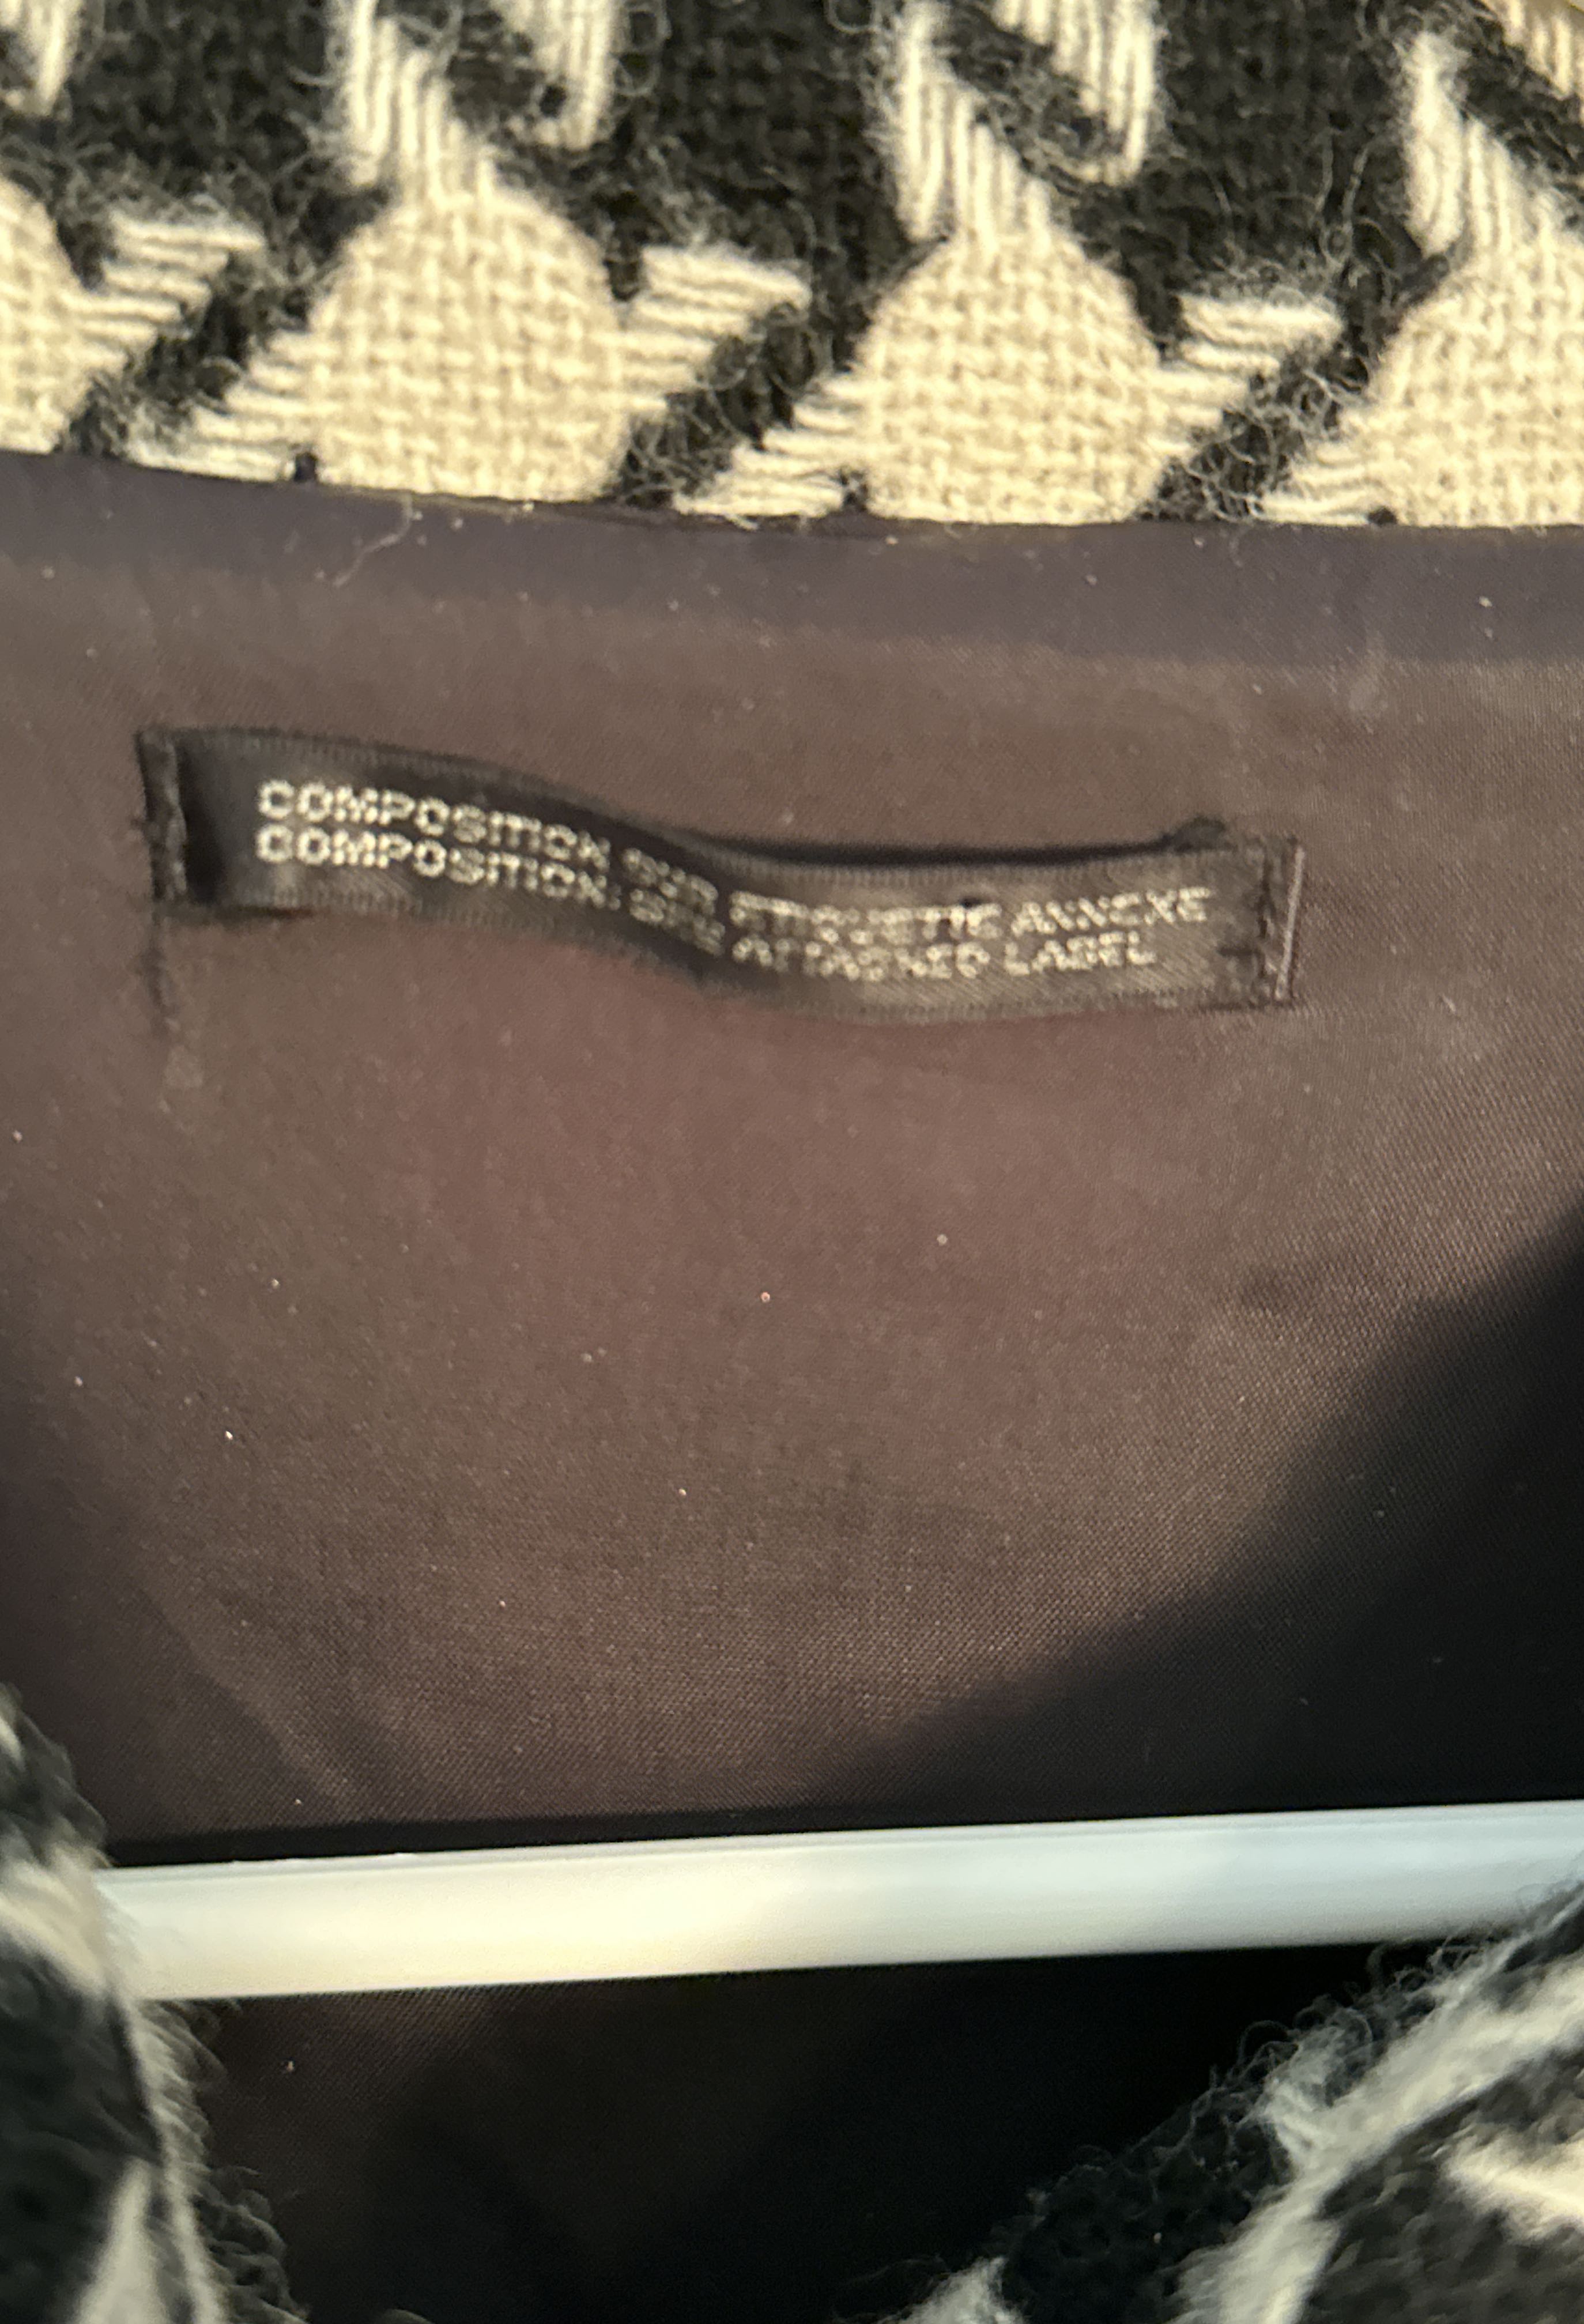 COMPOSITION SUR ETIQUETTE ANNEXE
COMPOSITION: SEE ATTACHED LABEL